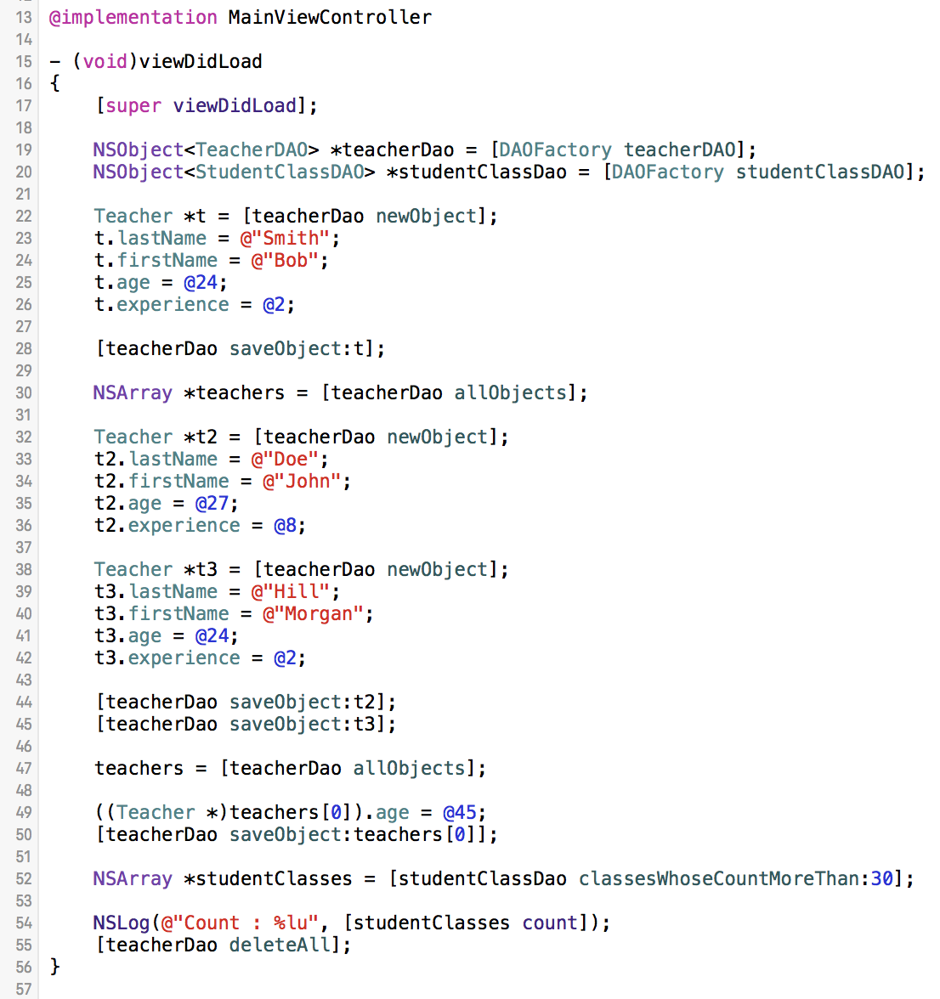 13 @implementation MainViewController
14
15 - (void)viewDidLoad
16 {
17     [super viewDidLoad];
18
19     NSObject<TeacherDAO> *teacherDao = [DAOFactory teacherDAO];
20     NSObject<StudentClassDAO> *studentClassDao = [DAOFactory studentClassDAO];
21
22     Teacher *t = [teacherDao newObject];
23     t.lastName = @"Smith";
24     t.firstName = @"Bob";
25     t.age = @24;
26     t.experience = @2;
27
28     [teacherDao saveObject:t];
29
30     NSArray *teachers = [teacherDao allObjects];
31
32     Teacher *t2 = [teacherDao newObject];
33     t2.lastName = @"Doe";
34     t2.firstName = @"John";
35     t2.age = @27;
36     t2.experience = @8;
37
38     Teacher *t3 = [teacherDao newObject];
39     t3.lastName = @"Hill";
40     t3.firstName = @"Morgan";
41     t3.age = @24;
42     t3.experience = @2;
43
44     [teacherDao saveObject:t2];
45     [teacherDao saveObject:t3];
46
47     teachers = [teacherDao allObjects];
48
49     ((Teacher *)teachers[0]).age = @45;
50     [teacherDao saveObject:teachers[0]];
51
52     NSArray *studentClasses = [studentClassDao classesWhoseCountMoreThan:30];
53
54     NSLog(@"Count : %lu", [studentClasses count]);
55     [teacherDao deleteAll];
56 }
57